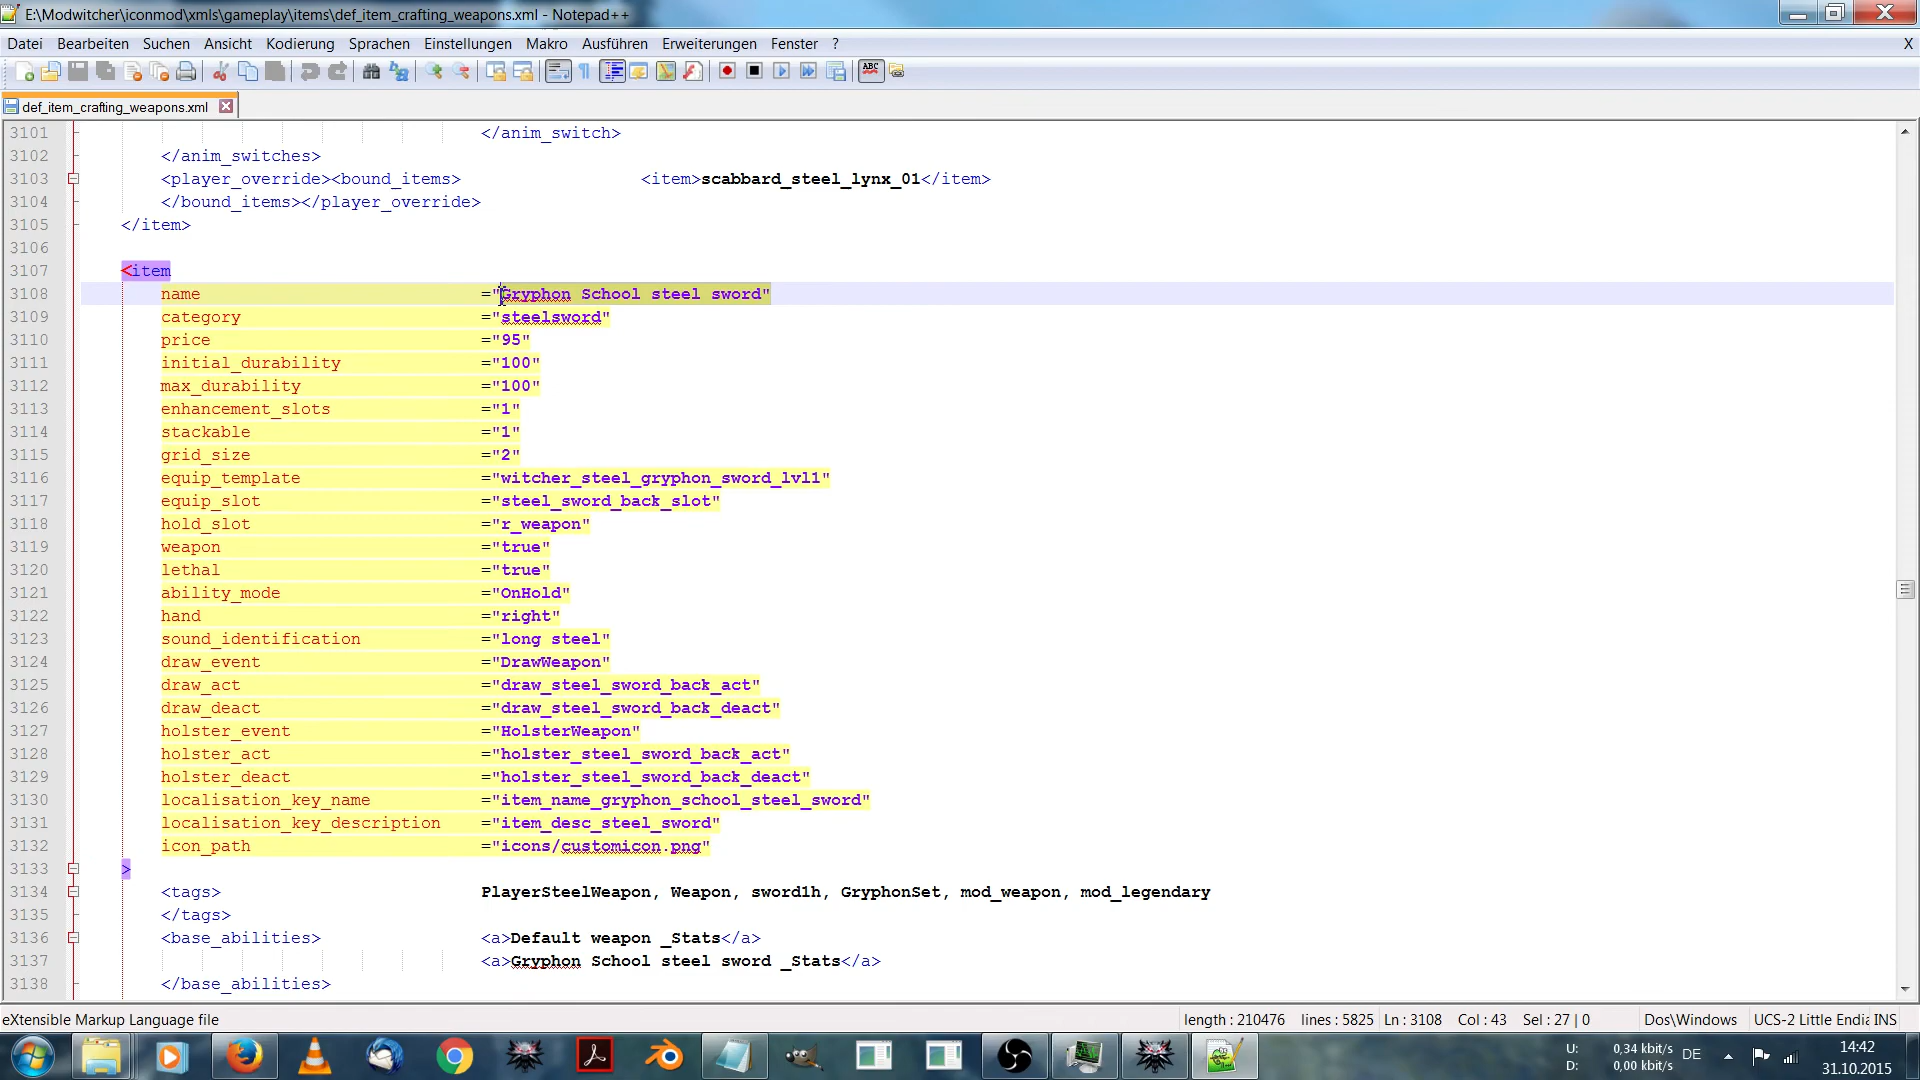 E:\Modwitcher\iconmod\xmls\gameplay\items\def_item_crafting_weapons.xml - Notepad++
Datei Bearbeiten Suchen Ansicht Kodierung Sprachen Einstellungen Makro Ausführen Erweiterungen Fenster ? X
ABC
def_item_crafting_weapons.xml
3101 </anim_switch>
3102 </anim_switches>
3103 <player_override><bound_items> <item>scabbard_steel_lynx_01</item>
3104 </bound_items></player_override>
3105 </item>
3106
3107 <item
3108 name ="Gryphon School steel sword"
3109 category ="steelsword"
3110 price ="95"
3111 initial_durability ="100"
3112 max_durability ="100"
3113 enhancement_slots ="1"
3114 stackable ="1"
3115 grid_size ="2"
3116 equip_template ="witcher_steel_gryphon_sword_lvl1"
3117 equip_slot ="steel_sword_back_slot"
3118 hold_slot ="r_weapon"
3119 weapon ="true"
3120 lethal ="true"
3121 ability_mode ="OnHold"
3122 hand ="right"
3123 sound_identification ="long steel"
3124 draw_event ="DrawWeapon"
3125 draw_act ="draw_steel_sword_back_act"
3126 draw_deact ="draw_steel_sword_back_deact"
3127 holster_event ="HolsterWeapon"
3128 holster_act ="holster_steel_sword_back_act"
3129 holster_deact ="holster_steel_sword_back_deact"
3130 localisation_key_name ="item_name_gryphon_school_steel_sword"
3131 localisation_key_description ="item_desc_steel_sword"
3132 icon_path ="icons/customicon.png"
3133 >
3134 <tags> PlayerSteelWeapon, Weapon, sword1h, GryphonSet, mod_weapon, mod_legendary
3135 </tags>
3136 <base_abilities> <a>Default weapon _Stats</a>
3137 <a>Gryphon School steel sword _Stats</a>
3138 </base_abilities>
eXtensible Markup Language file length : 210476 lines : 5825 Ln : 3108 Col : 43 Sel : 27 | 0 Dos\Windows UCS-2 Little Endia INS
U: 0,34 kbit/s DE 14:42
D: 0,00 kbit/s 31.10.2015